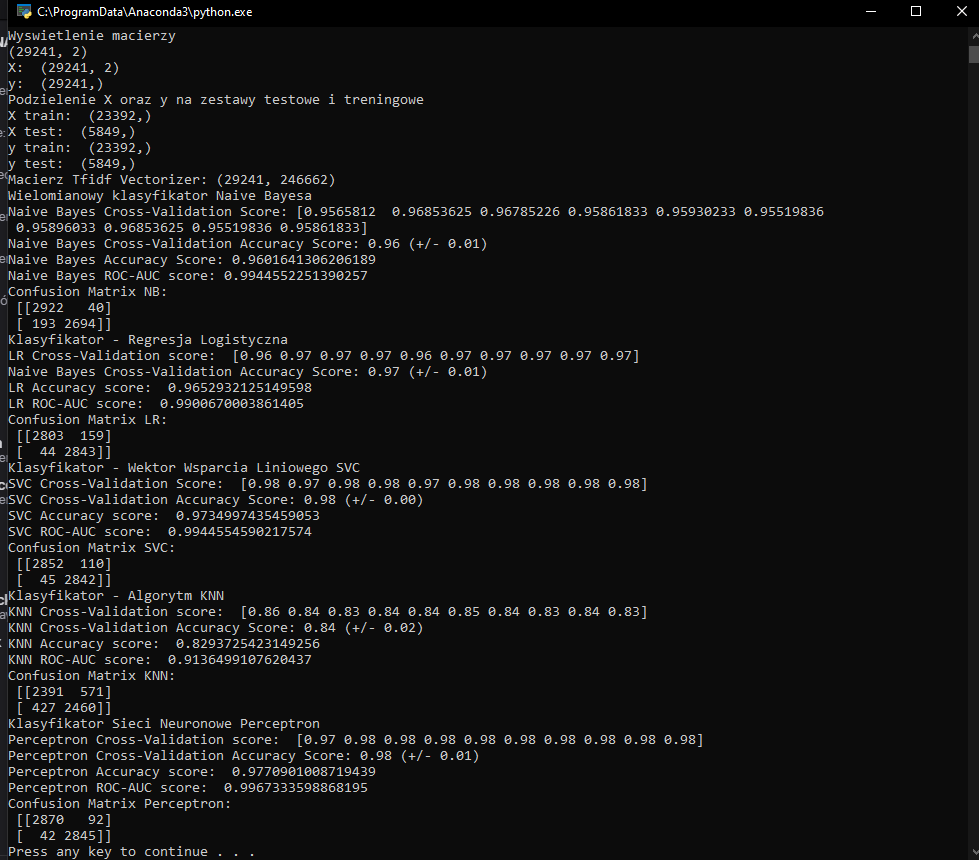 C:\ProgramData\Anaconda3\python.exe
Wyswietlenie macierzy
(29241, 2)
X:  (29241, 2)
y:  (29241,)
Podzielenie X oraz y na zestawy testowe i treningowe
X train:  (23392,)
X test:  (5849,)
y train:  (23392,)
y test:  (5849,)
Macierz Tfidf Vectorizer: (29241, 246662)
Wielomianowy klasyfikator Naive Bayesa
Naive Bayes Cross-Validation Score: [0.9565812  0.96853625 0.96785226 0.95861833 0.95930233 0.95519836
 0.95896033 0.96853625 0.95519836 0.95861833]
Naive Bayes Cross-Validation Accuracy Score: 0.96 (+/- 0.01)
Naive Bayes Accuracy Score: 0.9601641306206189
Naive Bayes ROC-AUC score: 0.9944552251390257
Confusion Matrix NB:
 [[2922   40]
 [ 193 2694]]
Klasyfikator - Regresja Logistyczna
LR Cross-Validation score:  [0.96 0.97 0.97 0.97 0.96 0.97 0.97 0.97 0.97 0.97]
Naive Bayes Cross-Validation Accuracy Score: 0.97 (+/- 0.01)
LR Accuracy score:  0.9652932125149598
LR ROC-AUC score:  0.9900670003861405
Confusion Matrix LR:
 [[2803  159]
 [  44 2843]]
Klasyfikator - Wektor Wsparcia Liniowego SVC
SVC Cross-Validation Score:  [0.98 0.97 0.98 0.98 0.97 0.98 0.98 0.98 0.98 0.98]
SVC Cross-Validation Accuracy Score: 0.98 (+/- 0.00)
SVC Accuracy score:  0.9734997435459053
SVC ROC-AUC score:  0.9944554590217574
Confusion Matrix SVC:
 [[2852  110]
 [  45 2842]]
Klasyfikator - Algorytm KNN
KNN Cross-Validation score:  [0.86 0.84 0.83 0.84 0.84 0.85 0.84 0.83 0.84 0.83]
KNN Cross-Validation Accuracy Score: 0.84 (+/- 0.02)
KNN Accuracy score:  0.8293725423149256
KNN ROC-AUC score:  0.9136499107620437
Confusion Matrix KNN:
 [[2391  571]
 [ 427 2460]]
Klasyfikator Sieci Neuronowe Perceptron
Perceptron Cross-Validation score:  [0.97 0.98 0.98 0.98 0.98 0.98 0.98 0.98 0.98 0.98]
Perceptron Cross-Validation Accuracy Score: 0.98 (+/- 0.01)
Perceptron Accuracy score:  0.9770901008719439
Perceptron ROC-AUC score:  0.9967333598868195
Confusion Matrix Perceptron:
 [[2870   92]
 [  42 2845]]
Press any key to continue . . .